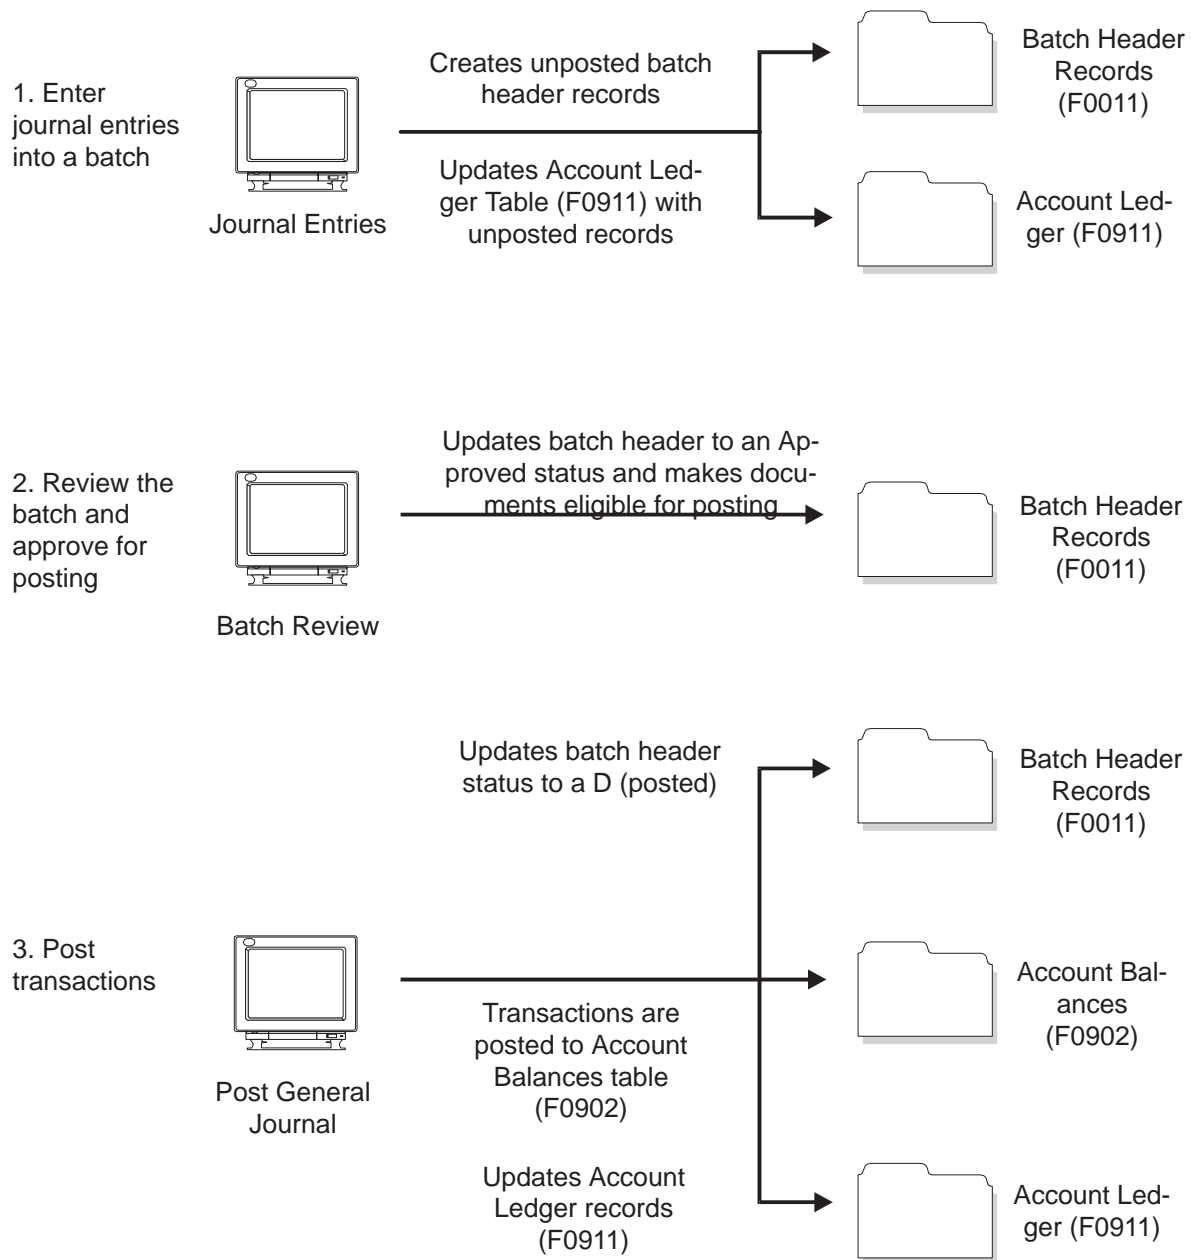 1. Enter
journal entries
into a batch
Journal Entries
Creates unposted batch
header records
Updates Account Led-
ger Table (F0911) with
unposted records
Batch Header
Records
(F0011)
Account Led-
ger (F0911)
2. Review the
batch and
approve for
posting
Batch Review
Updates batch header to an Ap-
proved status and makes docu-
ments eligible for posting
Batch Header
Records
(F0011)
3. Post
transactions
Post General
Journal
Updates batch header
status to a D (posted)
Transactions are
posted to Account
Balances table
(F0902)
Updates Account
Ledger records
(F0911)
Batch Header
Records
(F0011)
Account Bal-
ances
(F0902)
Account Led-
ger (F0911)